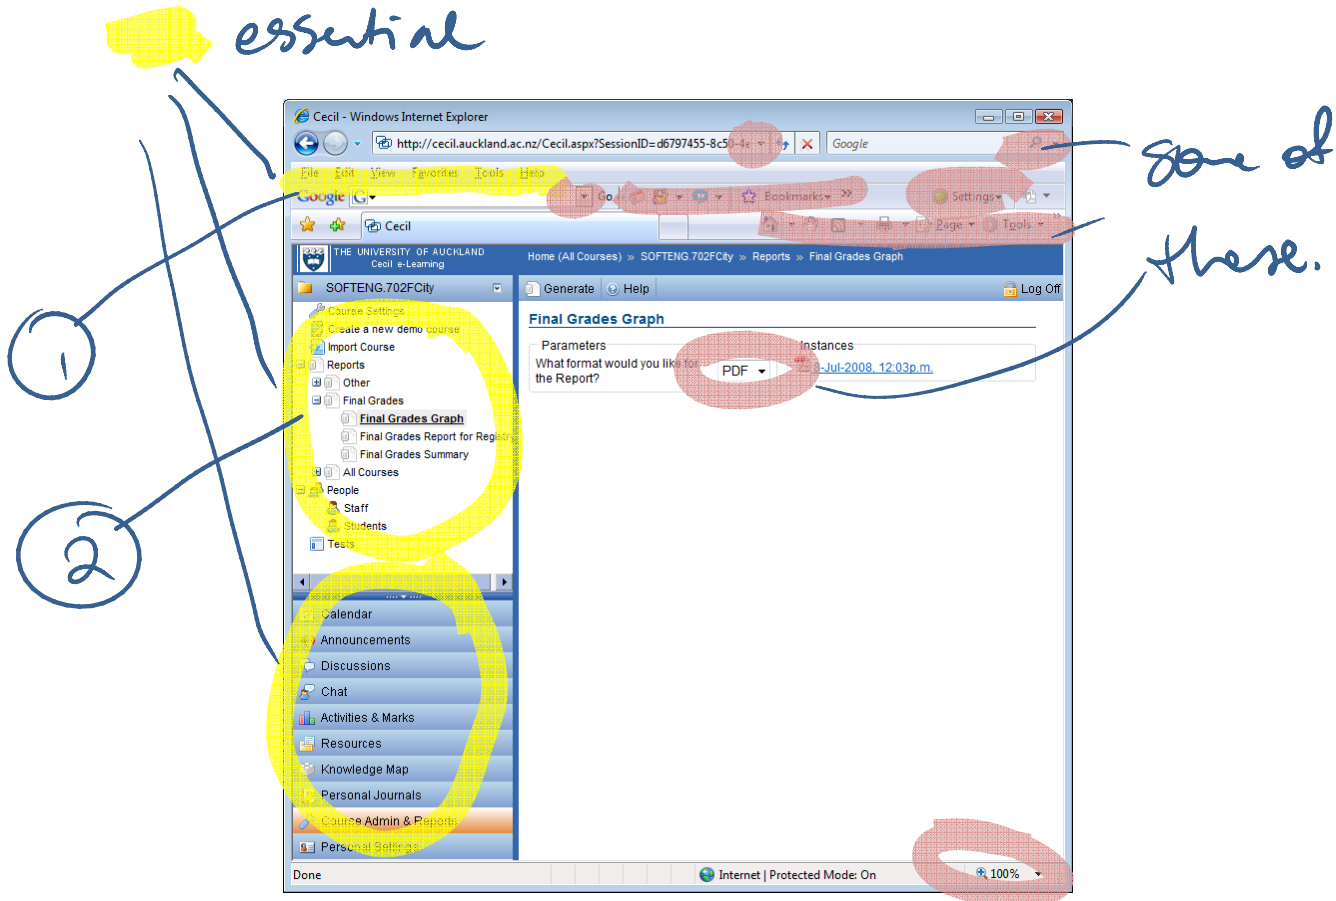 essential
Cecil - Windows Internet Explorer
http://cecil.auckland.ac.nz/Cecil.aspx?SessionID=d6797455-8c50-4e
Google
some of
these.
File Edit View Favorites Tools Help
Google G Go Bookmarks Settings
Cecil Page Tools
THE UNIVERSITY OF AUCKLAND
Cecil e-Learning
Home (All Courses) » SOFTENG.702FCity » Reports » Final Grades Graph
SOFTENG.702FCity
Generate Help Log Off
Course Settings
Create a new demo course
Import Course
Reports
Other
Final Grades
Final Grades Graph
Final Grades Report for Registry
Final Grades Summary
All Courses
People
Staff
Students
Tests
Final Grades Graph
Parameters
What format would you like for
the Report?
PDF
Instances
8-Jul-2008, 12:03p.m.
1
2
Calendar
Announcements
Discussions
Chat
Activities & Marks
Resources
Knowledge Map
Personal Journals
Course Admin & Reports
Personal Settings
Done Internet | Protected Mode: On 100%